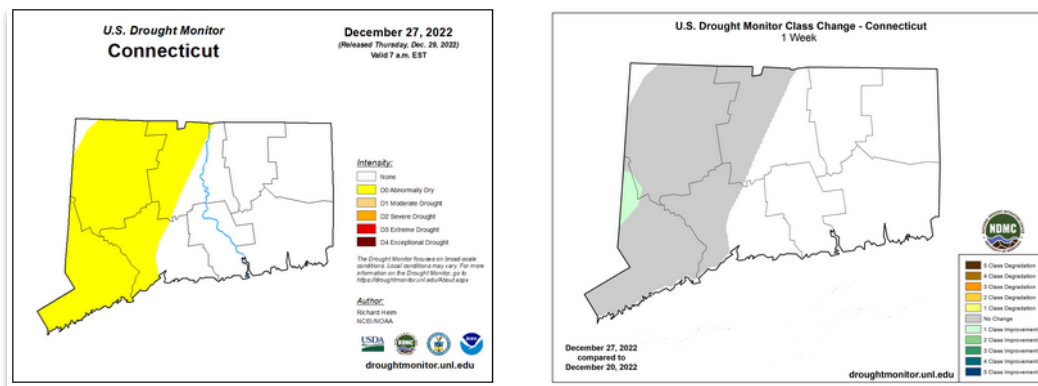 U.S. Drought Monitor
Connecticut
December 27, 2022
(Released Thursday, Dec. 29, 2022)
Valid 7 a.m. EST
Intensity:
None
D0 Abnormally Dry
D1 Moderate Drought
D2 Severe Drought
D3 Extreme Drought
D4 Exceptional Drought
The Drought Monitor focuses on broad-scale
conditions. Local conditions may vary. For more
information on the Drought Monitor, go to
https://droughtmonitor.unl.edu/About.aspx
Author:
Richard Heim
NCEI/NOAA
USDA
NDMC
droughtmonitor.unl.edu
U.S. Drought Monitor Class Change - Connecticut
1 Week
NDMC
5 Class Degradation
4 Class Degradation
3 Class Degradation
2 Class Degradation
1 Class Degradation
No Change
1 Class Improvement
2 Class Improvement
3 Class Improvement
4 Class Improvement
5 Class Improvement
December 27, 2022
compared to
December 20, 2022
droughtmonitor.unl.edu